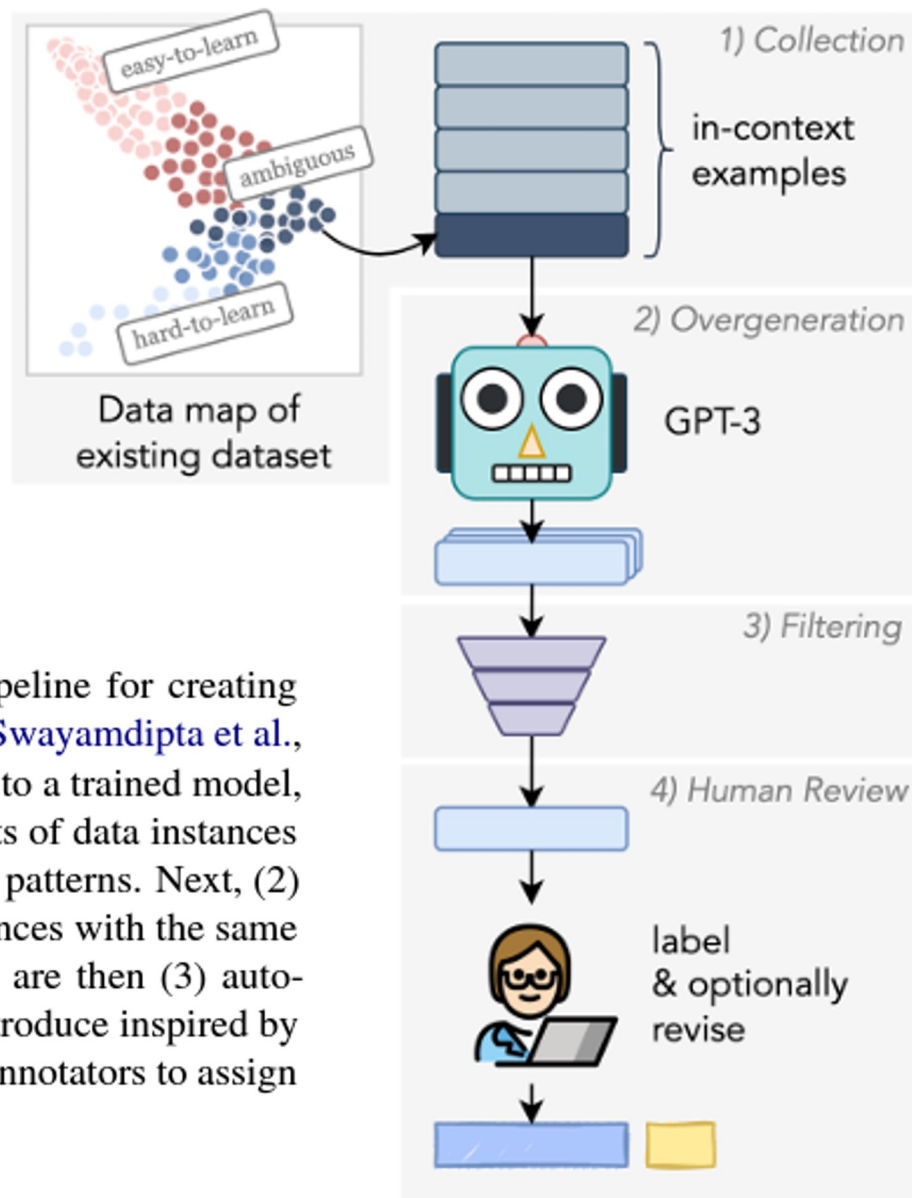 easy-to-learn
ambiguous
hard-to-learn
Data map of
existing dataset
1) Collection
in-context
examples
2) Overgeneration
GPT-3
3) Filtering
4) Human Review
label
& optionally
revise
peline for creating
Swayamdipta et al.,
to a trained model,
ts of data instances
patterns. Next, (2)
nces with the same
are then (3) auto-
troduce inspired by
nnotators to assign